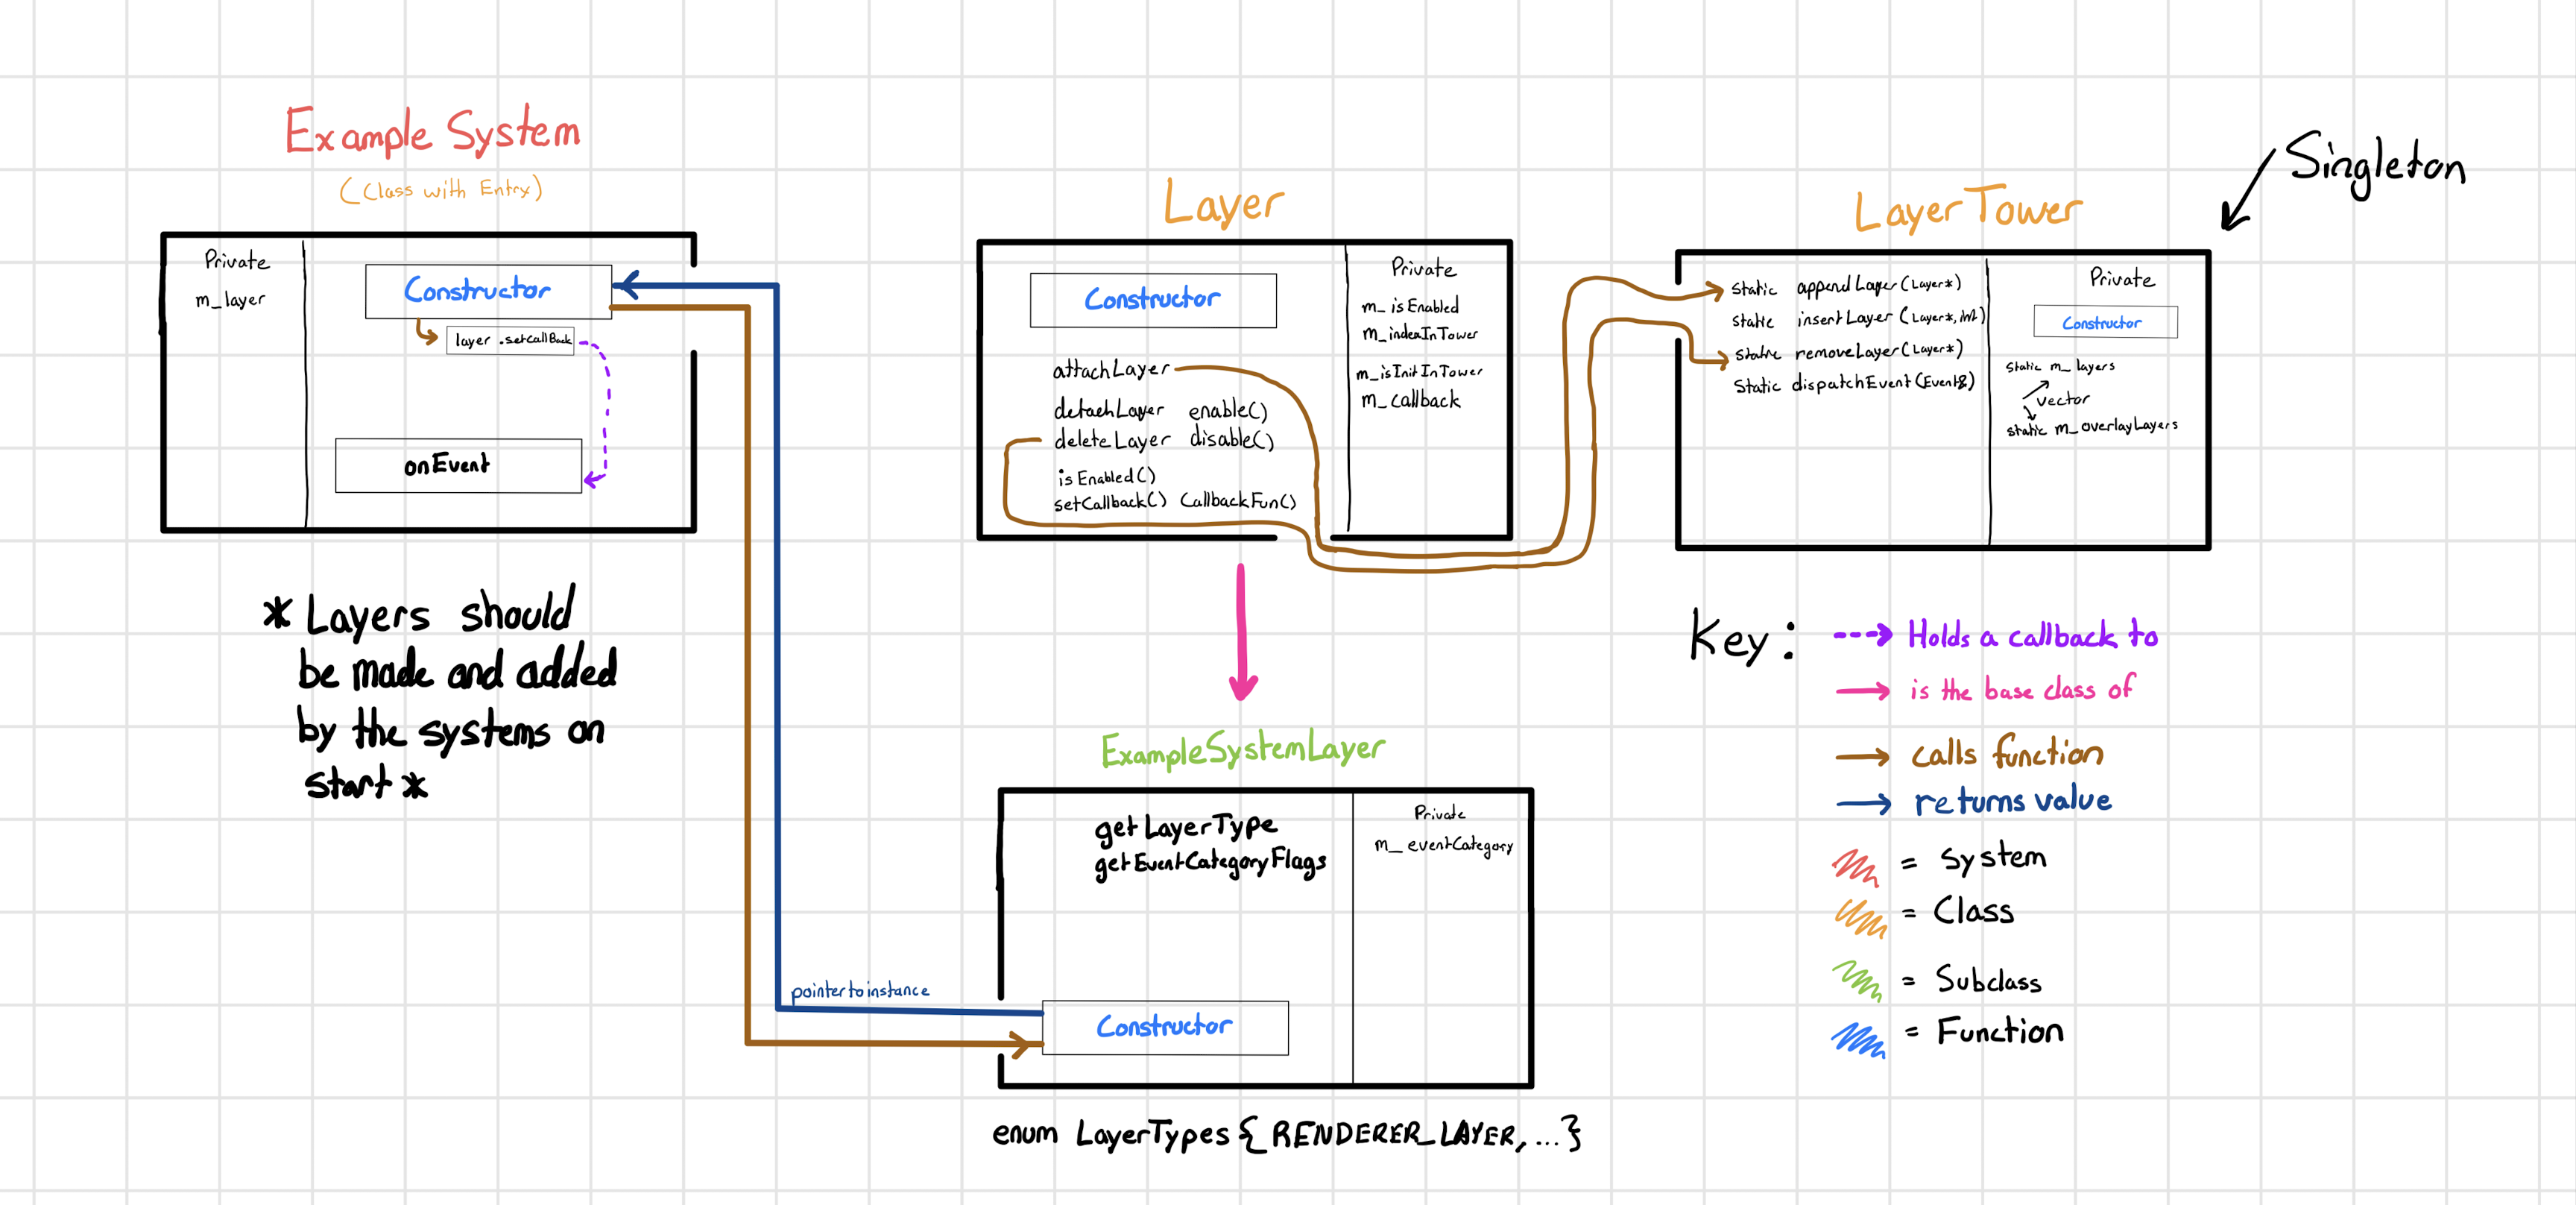 Example System
(Class with Entry)
Private
m_layer
Constructor
layer.setCallBack
onEvent
* Layers should
be made and added
by the systems on
start *
Layer
Constructor
attachLayer
detachLayer enable()
deleteLayer disable()
isEnabled()
setCallback() CallbackFun()
Private
m_isEnabled
m_indexInTower
m_isInitInTower
m_callback
LayerTower
Singleton
static appendLayer(Layer*)
static insertLayer(Layer*, int)
static removeLayer(Layer*)
static dispatchEvent(Event&)
Private
Constructor
static m_layers
vector
static m_overlayLayers
ExampleSystemLayer
getLayerType
getEventCategoryFlags
Private
m_eventCategory
pointer to instance
Constructor
enum LayerTypes {RENDERER_LAYER, ...}
Key:
Holds a callback to
is the base class of
calls function
returns value
= System
= Class
= Subclass
= Function